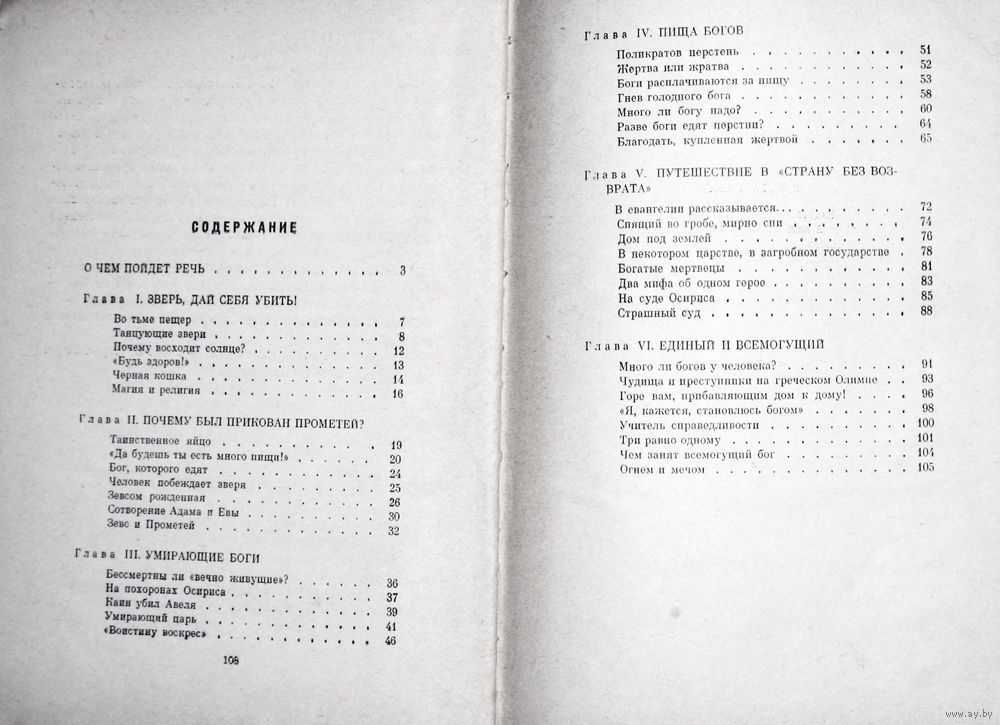 СОДЕРЖАНИЕ
О ЧЕМ ПОЙДЕТ РЕЧЬ . . . . . . . . . . . 3
Глава I. ЗВЕРЬ, ДАЙ СЕБЯ УБИТЬ!
Во тьме пещер . . . . . . . . . . . 7
Танцующие звери . . . . . . . . . . 8
Почему восходит солнце? . . . . . . . . 12
«Будь здоров!» . . . . . . . . . . 13
Черная кошка . . . . . . . . . . . 14
Магия и религия . . . . . . . . . . 16
Глава II. ПОЧЕМУ БЫЛ ПРИКОВАН ПРОМЕТЕЙ?
Таинственное яйцо . . . . . . . . . 19
«Да будешь ты есть много пищи!» . . . . . 20
Бог, которого едят . . . . . . . . . 24
Человек побеждает зверя . . . . . . . 25
Зевсом рожденная . . . . . . . . . 26
Сотворение Адама и Евы . . . . . . . 30
Зевс и Прометей . . . . . . . . . 32
Глава III. УМИРАЮЩИЕ БОГИ
Бессмертны ли «вечно живущие»? . . . . . 36
На похоронах Осириса . . . . . . . . 37
Каин убил Авеля . . . . . . . . . 39
Умирающий царь . . . . . . . . . 41
«Воистину воскрес» . . . . . . . . . 46
108
Глава IV. ПИЩА БОГОВ
Поликратов перстень . . . . . . . . . 51
Жертва или жратва . . . . . . . . . 52
Боги расплачиваются за пищу . . . . . . 53
Гнев голодного бога . . . . . . . . . 58
Много ли богу надо? . . . . . . . . . 60
Разве боги едят перстни? . . . . . . . 64
Благодать, купленная жертвой . . . . . . 65
Глава V. ПУТЕШЕСТВИЕ В «СТРАНУ БЕЗ ВОЗ-
ВРАТА»
В евангелии рассказывается... . . . . . . . 72
Спящий во гробе, мирно спи . . . . . . . 74
Дом под землей . . . . . . . . . . 76
В некотором царстве, в загробном государстве . 78
Богатые мертвецы . . . . . . . . . . 81
Два мифа об одном герое . . . . . . . . 83
На суде Осириса . . . . . . . . . . 85
Страшный суд . . . . . . . . . . . 88
Глава VI. ЕДИНЫЙ И ВСЕМОГУЩИЙ
Много ли богов у человека? . . . . . . . 91
Чудища и преступники на греческом Олимпе . . 93
Горе вам, прибавляющим дом к дому! . . . . 96
«Я, кажется, становлюсь богом» . . . . . . 98
Учитель справедливости . . . . . . . . 100
Три равно одному . . . . . . . . . . 101
Чем занят всемогущий бог . . . . . . . 104
Огнем и мечом . . . . . . . . . . . 105
www.ay.by